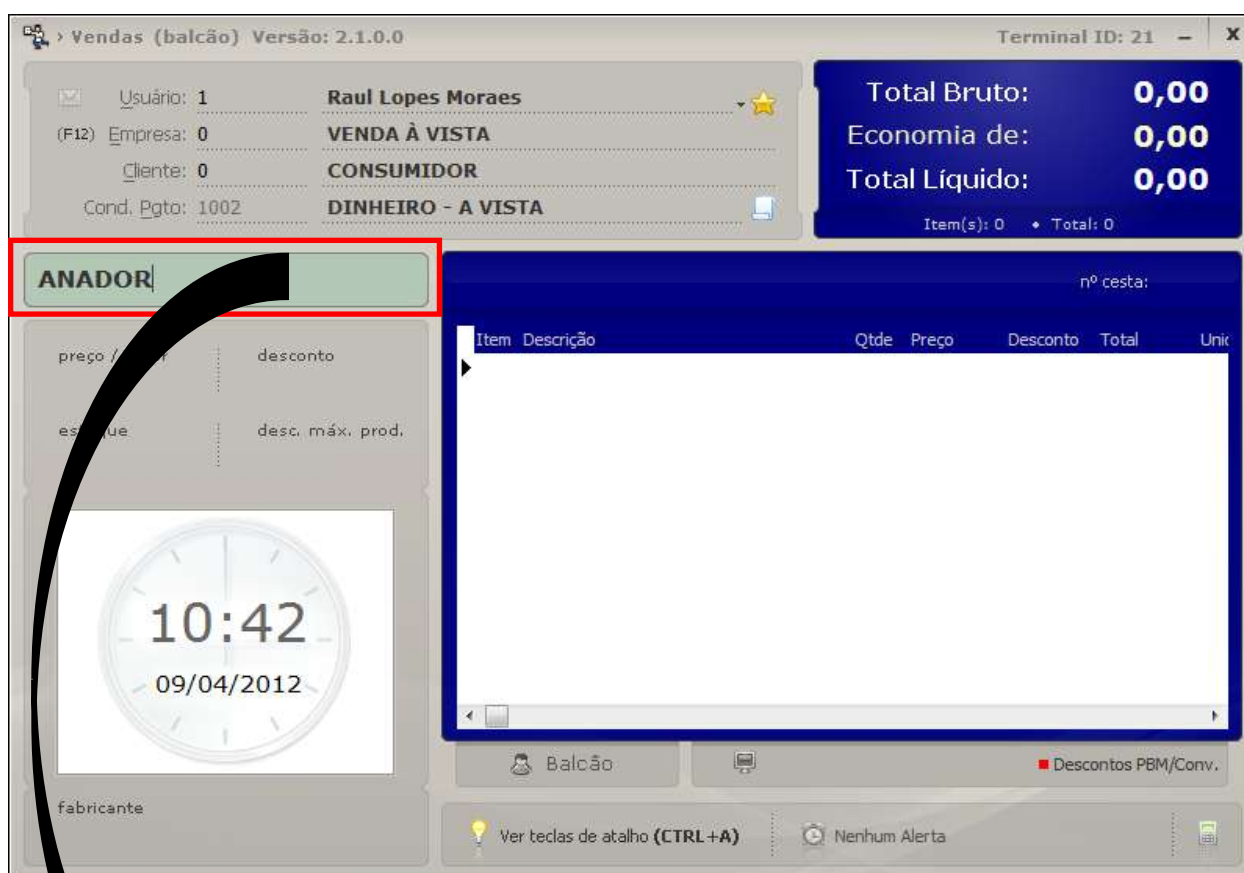 › Vendas (balcão) Versão: 2.1.0.0
Terminal ID: 21 – x
Usuário: 1 Raul Lopes Moraes
(F12) Empresa: 0 VENDA À VISTA
Cliente: 0 CONSUMIDOR
Cond. Pgto: 1002 DINHEIRO - A VISTA
Total Bruto: 0,00
Economia de: 0,00
Total Líquido: 0,00
Item(s): 0 • Total: 0
ANADOR
nº cesta:
preço / desconto
desc. máx. prod.
Item Descrição Qtde Preço Desconto Total Unid
10:42
09/04/2012
fabricante
Balcão
Descontos PBM/Conv.
Ver teclas de atalho (CTRL+A)
Nenhum Alerta